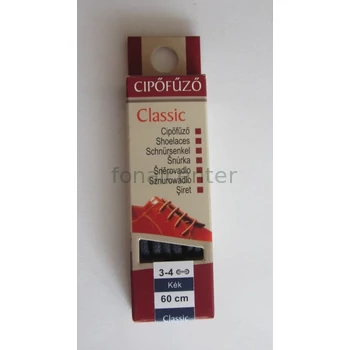 CIPŐFŰZŐ
Classic
Cipőfűző
Shoelaces
Schnürsenkel
Šnúrka
Šněrovadlo
Sznurowadło
Şiret
3-4
Kék
60 cm
Classic